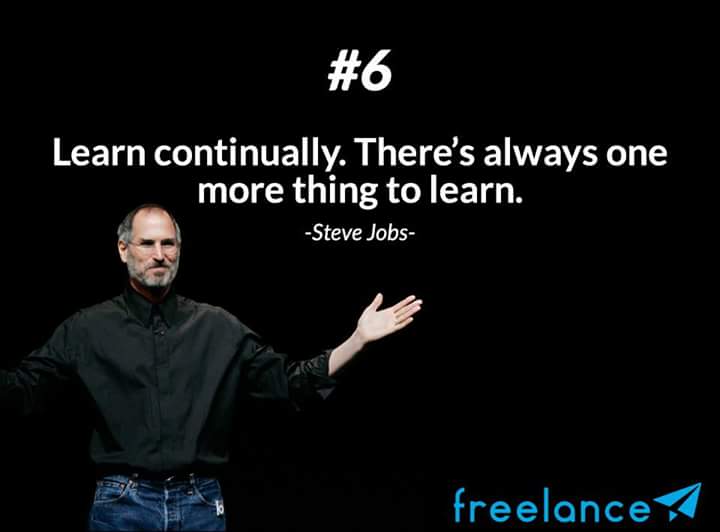 #6
Learn continually. There's always one
more thing to learn.
-Steve Jobs-
freelance